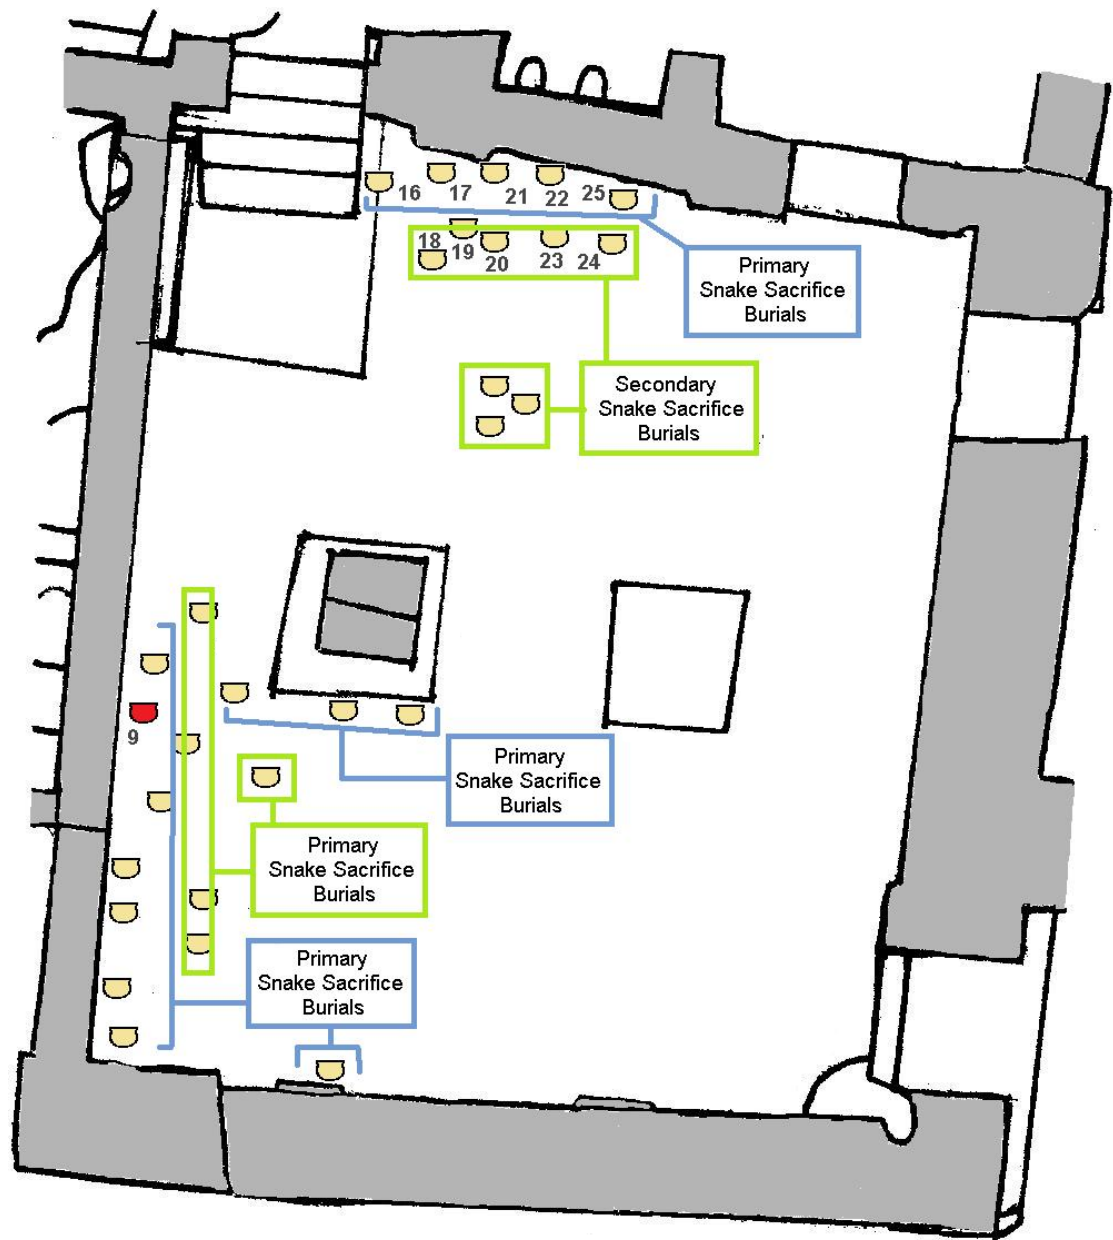 16 17 21 22 25
18 19 20 23 24
Primary
Snake Sacrifice
Burials
Secondary
Snake Sacrifice
Burials
9
Primary
Snake Sacrifice
Burials
Primary
Snake Sacrifice
Burials
Primary
Snake Sacrifice
Burials